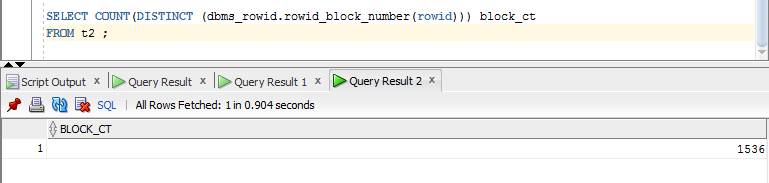 SELECT COUNT(DISTINCT (dbms_rowid.rowid_block_number(rowid))) block_ct
FROM t2 ;
Script Output x Query Result x Query Result 1 x Query Result 2 x
SQL | All Rows Fetched: 1 in 0.904 seconds
BLOCK_CT
1 1536